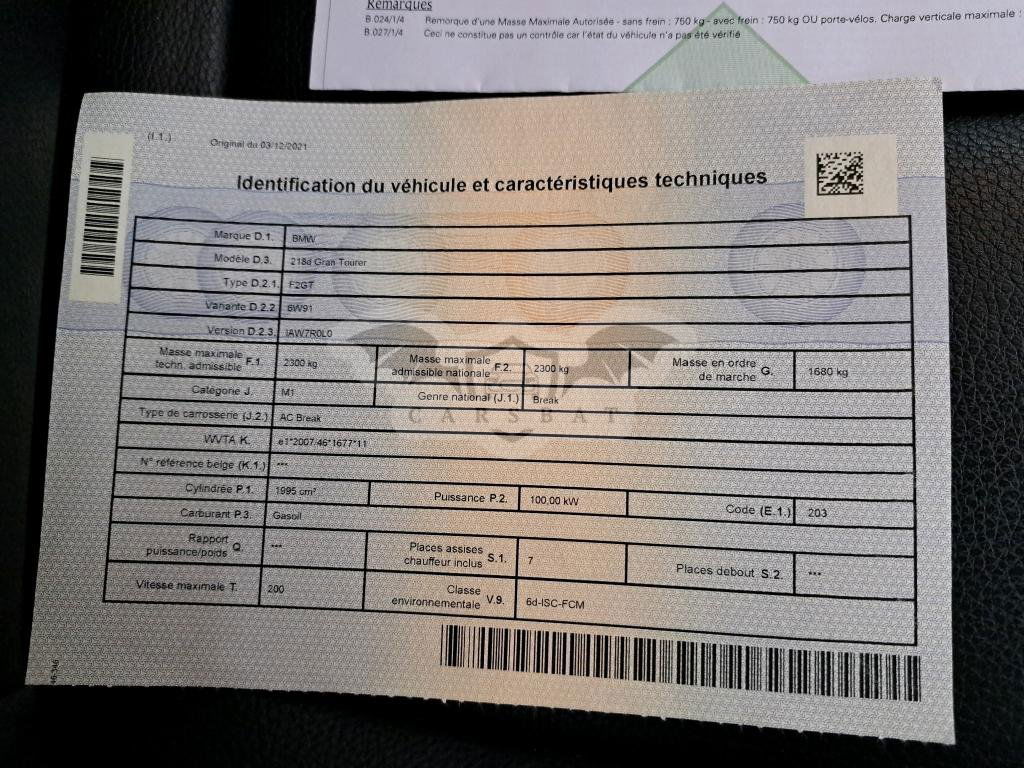 Remarques
B.024/1/4 Remorque d'une Masse Maximale Autorisée - sans frein : 750 kg - avec frein : 750 kg OU porte-vélos. Charge verticale maximale :
B.027/1/4 Ceci ne constitue pas un contrôle car l'état du véhicule n'a pas été vérifié
(I.1.) Original du 03/12/2021
Identification du véhicule et caractéristiques techniques
Marque D.1. BMW
Modèle D.3. 218d Gran Tourer
Type D.2.1. F2GT
Variante D.2.2. 6W91
Version D.2.3. IAW7R0L0
Masse maximale techn. admissible F.1. 2300 kg Masse maximale admissible nationale F.2. 2300 kg Masse en ordre de marche G. 1680 kg
Catégorie J. M1 Genre national (J.1.) Break
Type de carrosserie (J.2.) AC Break
CARSBAT
WVTA K. e1*2007/46*1677*11
N° référence belge (K.1.) ---
Cylindrée P.1. 1995 cm³ Puissance P.2. 100,00 kW Code (E.1.) 203
Carburant P.3. Gasoil
Rapport puissance/poids Q. --- Places assises chauffeur inclus S.1. 7 Places debout S.2. ---
Vitesse maximale T. 200 Classe environnementale V.9. 6d-ISC-FCM